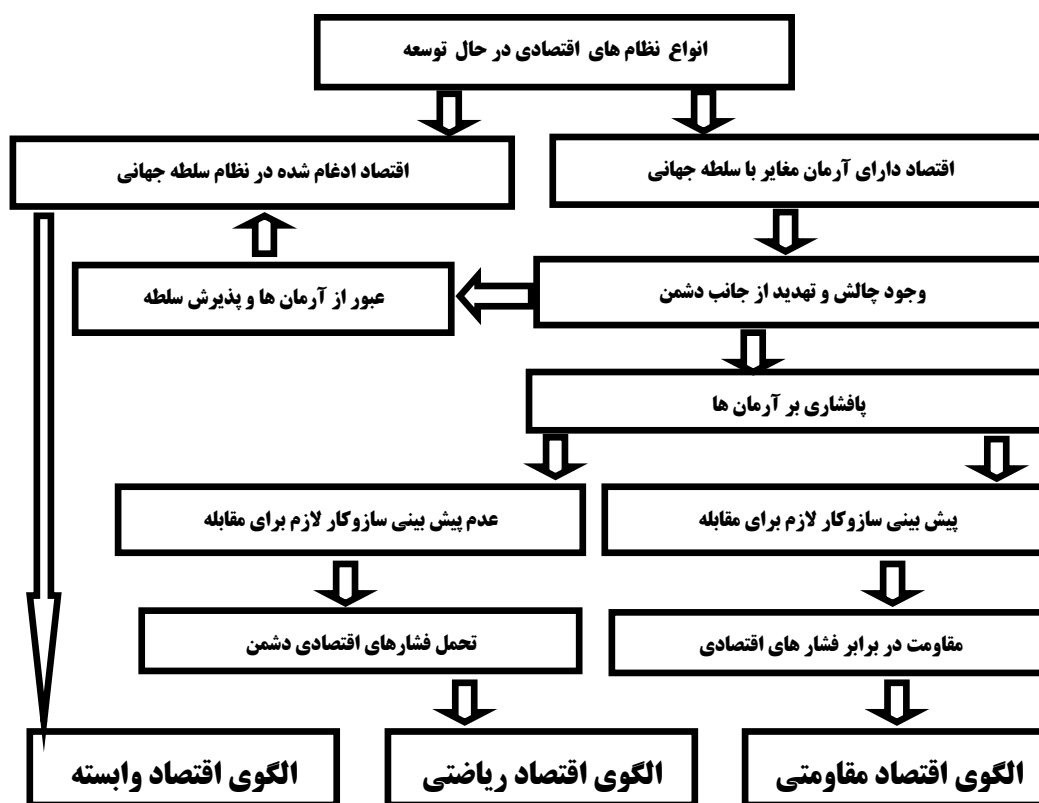 انواع نظام های اقتصادی در حال توسعه
اقتصاد دارای آرمان مغایر با سلطه جهانی
اقتصاد ادغام شده در نظام سلطه جهانی
وجود چالش و تهدید از جانب دشمن
عبور از آرمان ها و پذیرش سلطه
پافشاری بر آرمان ها
پیش بینی سازوکار لازم برای مقابله
عدم پیش بینی سازوکار لازم برای مقابله
مقاومت در برابر فشار های اقتصادی
تحمل فشارهای اقتصادی دشمن
الگوی اقتصاد مقاومتی
الگوی اقتصاد ریاضتی
الگوی اقتصاد وابسته